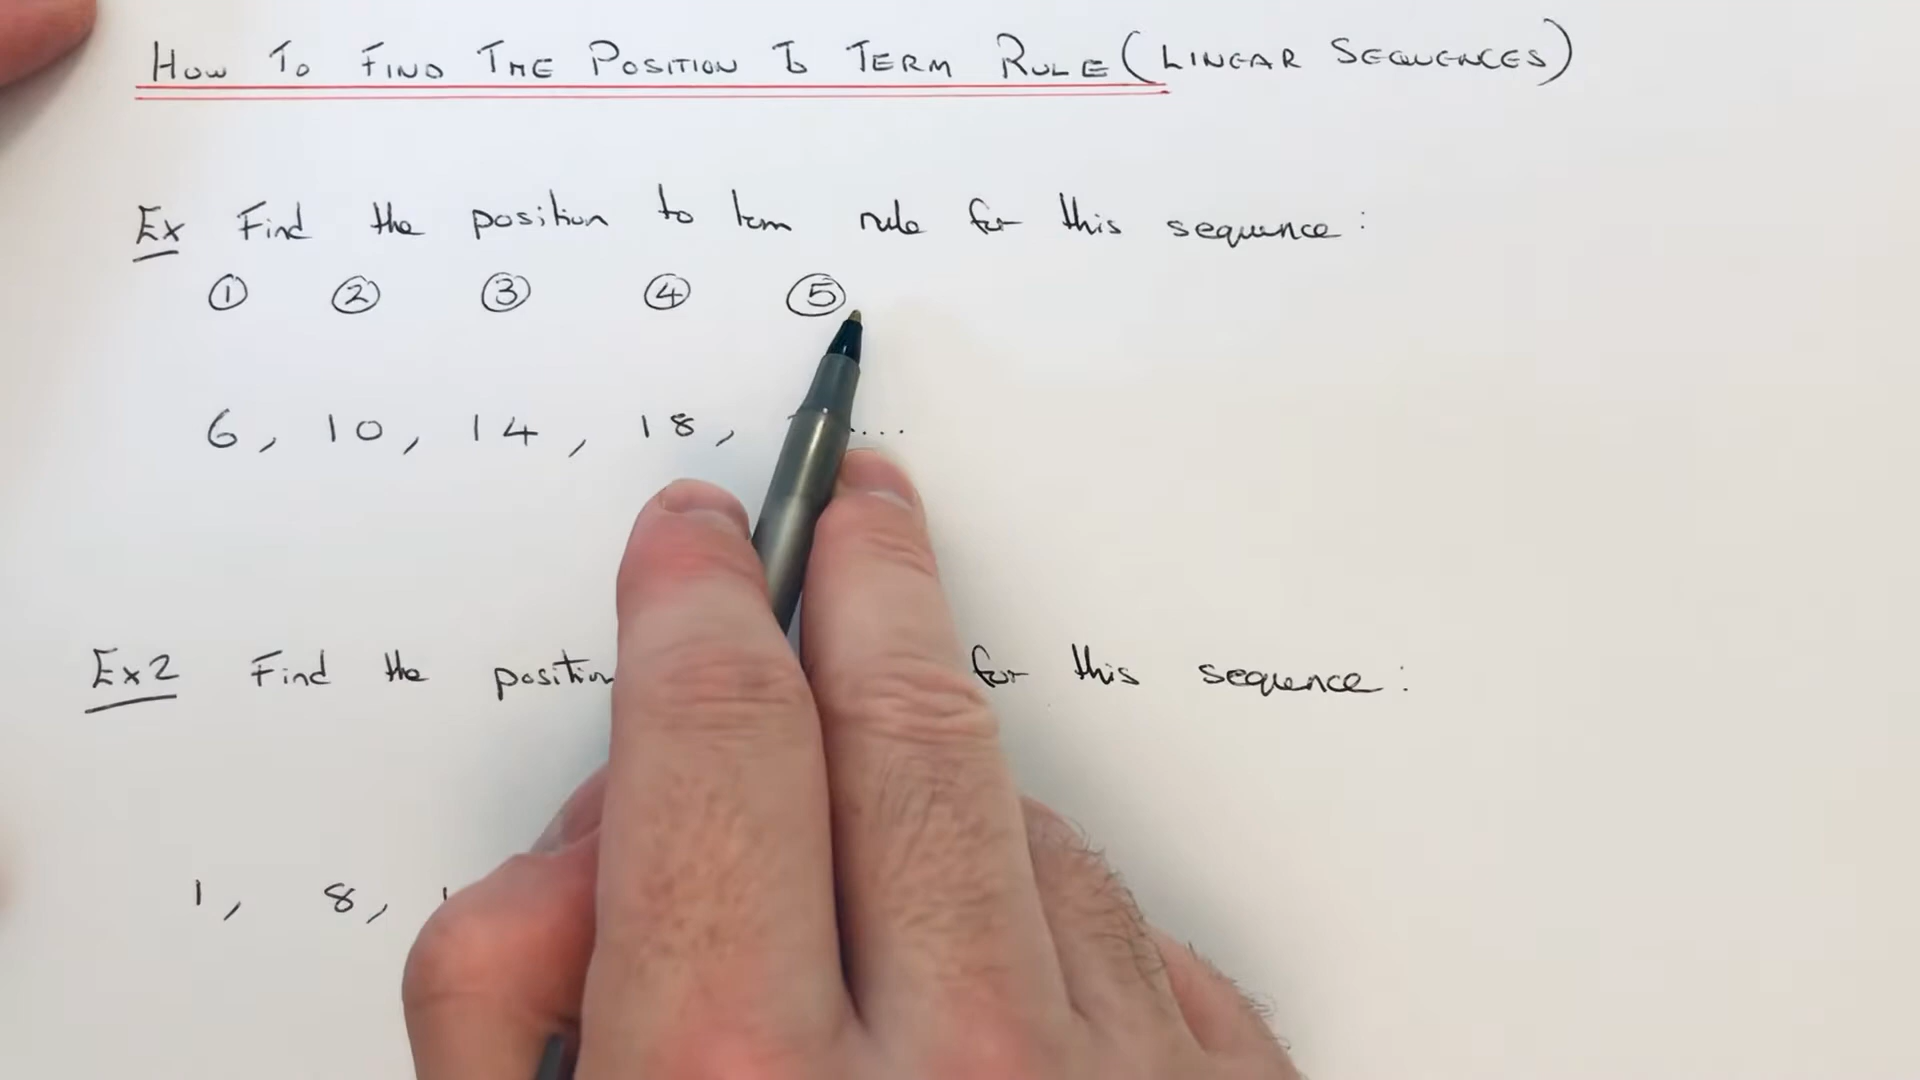 HOW TO FIND THE POSITION TO TERM RULE (LINEAR SEQUENCES)
Ex Find the position to term rule for this sequence:
① ② ③ ④ ⑤
6, 10, 14, 18, ....
Ex2 Find the position for this sequence:
1, 8,